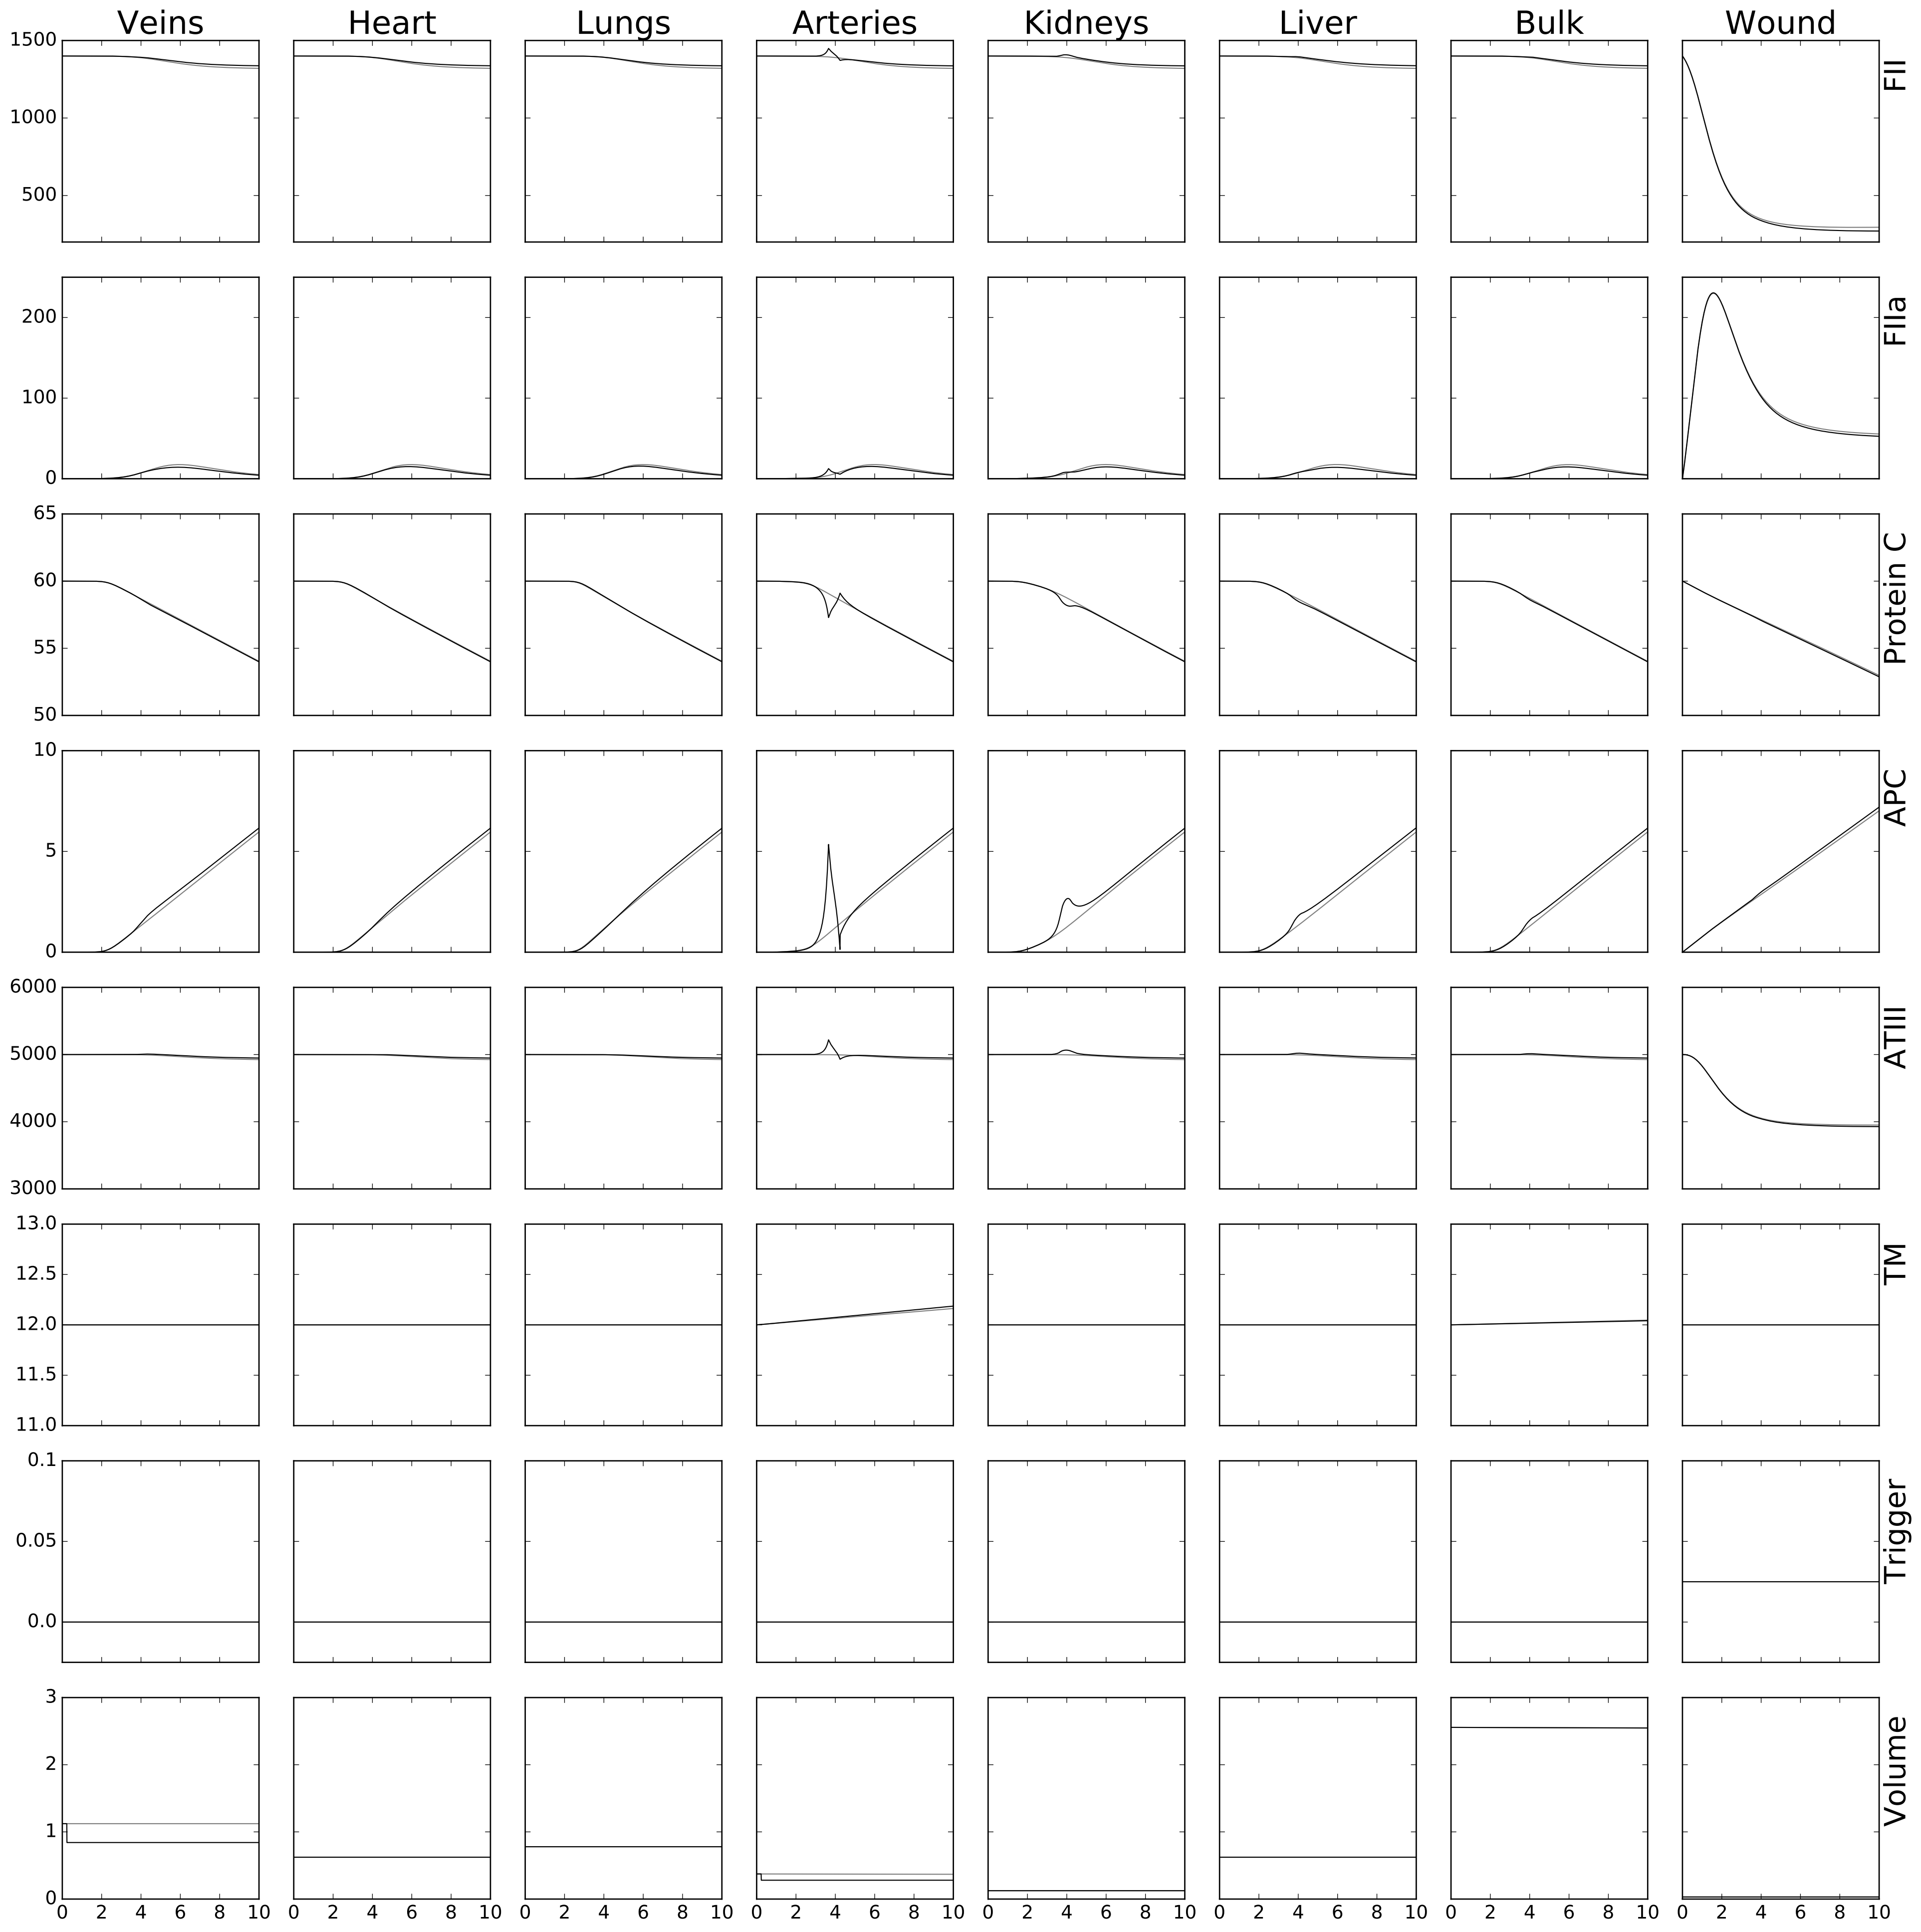 Veins Heart Lungs Arteries Kidneys Liver Bulk Wound
1500
1000
500
FII
200
100
0
FIIa
65
60
55
50
Protein C
10
5
0
APC
6000
5000
4000
3000
ATIII
13.0
12.5
12.0
11.5
11.0
TM
0.1
0.05
0.0
Trigger
3
2
1
0
Volume
0 2 4 6 8 10 0 2 4 6 8 10 0 2 4 6 8 10 0 2 4 6 8 10 0 2 4 6 8 10 0 2 4 6 8 10 0 2 4 6 8 10 0 2 4 6 8 10